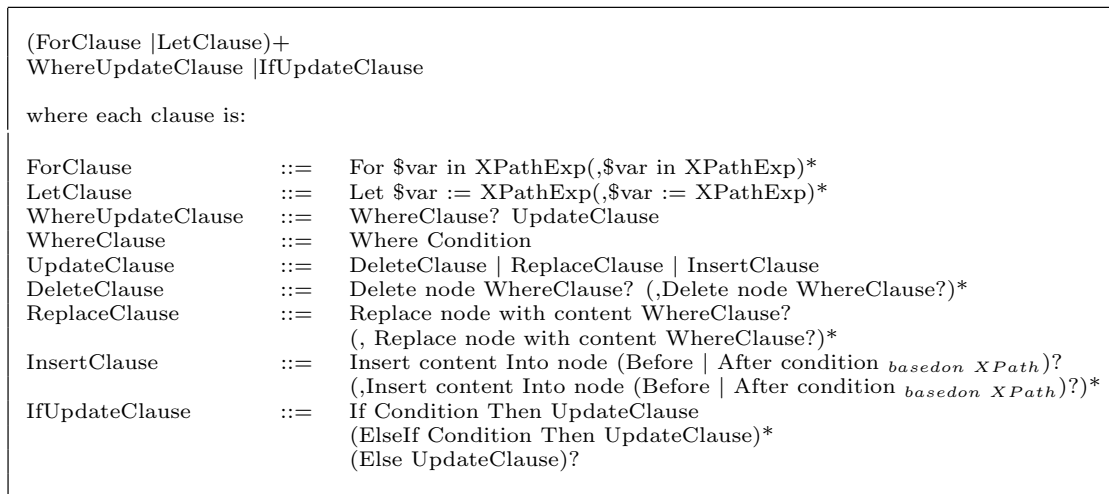 (ForClause |LetClause)+
WhereUpdateClause |IfUpdateClause
where each clause is:
ForClause ::= For $var in XPathExp(,$var in XPathExp)*
LetClause ::= Let $var := XPathExp(,$var := XPathExp)*
WhereUpdateClause ::= WhereClause? UpdateClause
WhereClause ::= Where Condition
UpdateClause ::= DeleteClause | ReplaceClause | InsertClause
DeleteClause ::= Delete node WhereClause? (,Delete node WhereClause?)*
ReplaceClause ::= Replace node with content WhereClause?
(, Replace node with content WhereClause?)*
InsertClause ::= Insert content Into node (Before | After condition basedon XPath)?
(,Insert content Into node (Before | After condition basedon XPath)?)*
IfUpdateClause ::= If Condition Then UpdateClause
(ElseIf Condition Then UpdateClause)*
(Else UpdateClause)?